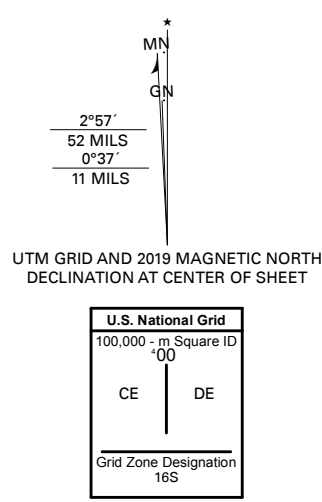 ★
MN
GN
2°57´
52 MILS
0°37´
11 MILS
UTM GRID AND 2019 MAGNETIC NORTH
DECLINATION AT CENTER OF SHEET
U.S. National Grid
100,000 - m Square ID
⁴00
CE DE
Grid Zone Designation
16S